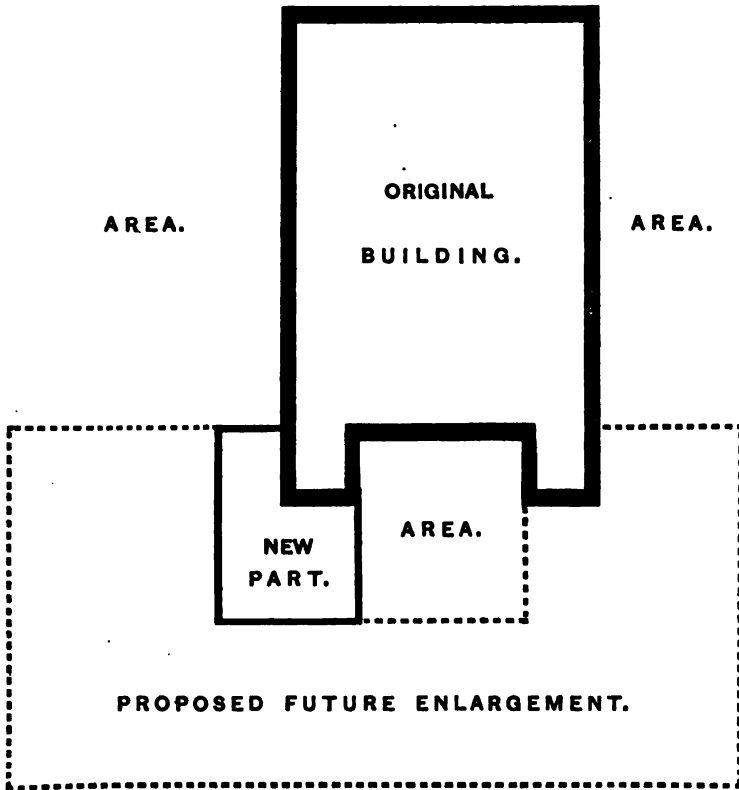 ORIGINAL
BUILDING.
AREA.
AREA.
AREA.
NEW
PART.
PROPOSED FUTURE ENLARGEMENT.